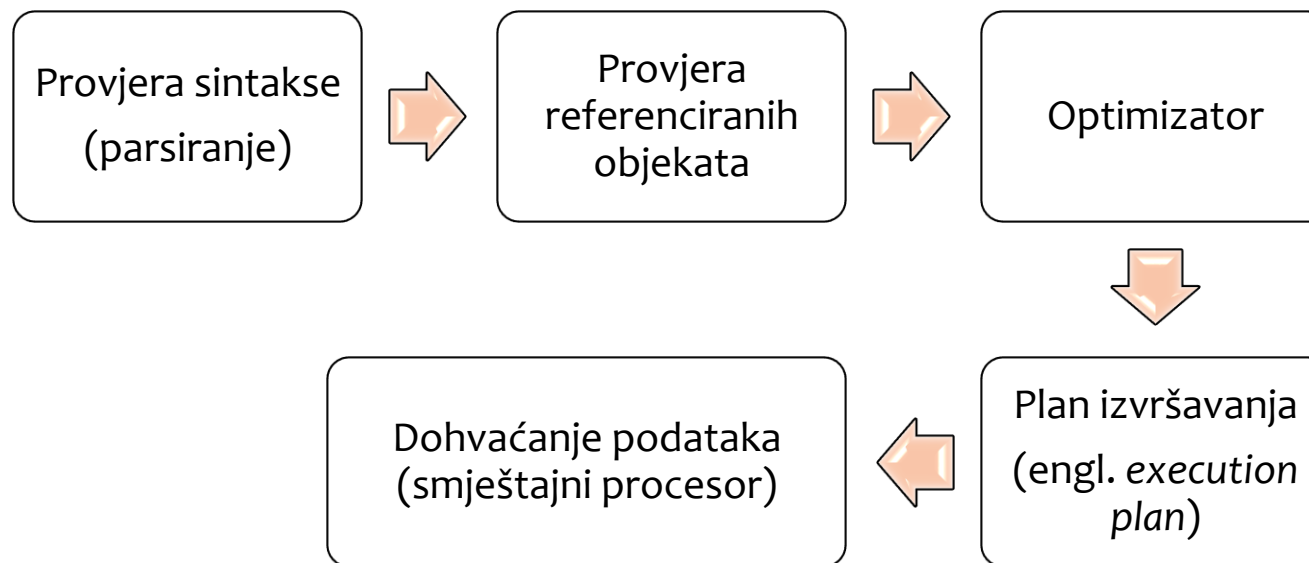 Provjera sintakse
(parsiranje)
Provjera
referenciranih
objekata
Optimizator
Plan izvršavanja
(engl. execution
plan)
Dohvaćanje podataka
(smještajni procesor)